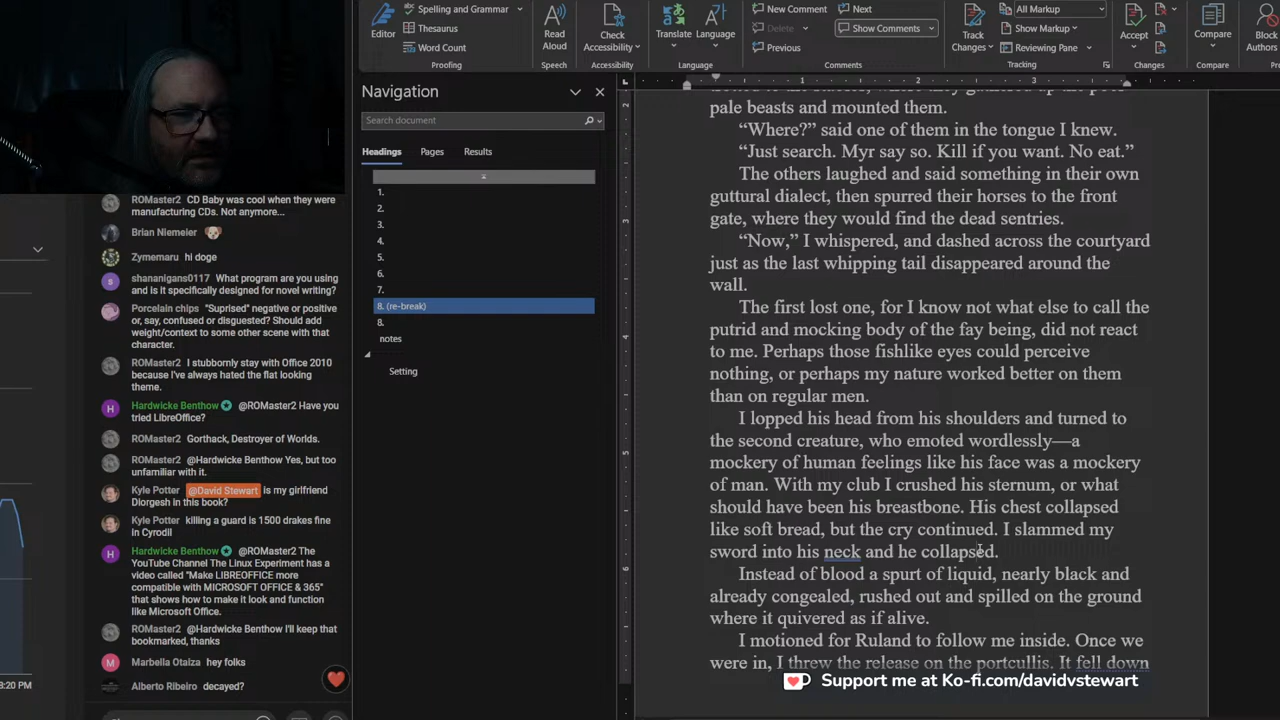 Spelling and Grammar
Thesaurus
Word Count
Editor
Proofing
Read
Aloud
Speech
Check
Accessibility
Accessibility
Translate
Language
Language
New Comment
Delete
Previous
Next
Show Comments
Comments
Track
Changes
All Markup
Show Markup
Reviewing Pane
Tracking
Accept
Changes
Compare
Compare
Block
Authors
Navigation
Search document
Headings
Pages
Results
1.
2.
3.
4.
5.
6.
7.
8. (re-break)
8.
notes
Setting
ROMaster2 CD Baby was cool when they were
manufacturing CDs. Not anymore...
Brian Niemeier
Zymemaru hi doge
shananigans0117 What program are you using
and is it specifically designed for novel writing?
Porcelain chips "Suprised" negative or positive
or, say, confused or disguested? Should add
weight/context to some other scene with that
character.
ROMaster2 I stubbornly stay with Office 2010
because I've always hated the flat looking
theme.
Hardwicke Benthow @ROMaster2 Have you
tried LibreOffice?
ROMaster2 Gorthack, Destroyer of Worlds.
ROMaster2 @Hardwicke Benthow Yes, but too
unfamiliar with it.
Kyle Potter @David Stewart is my girlfriend
Diorgesh in this book?
Kyle Potter killing a guard is 1500 drakes fine
in Cyrodil
Hardwicke Benthow @ROMaster2 The
YouTube Channel The Linux Experiment has a
video called "Make LIBREOFFICE more
compatible with MICROSOFT OFFICE & 365"
that shows how to make it look and function
like Microsoft Office.
ROMaster2 @Hardwicke Benthow I'll keep that
bookmarked, thanks
Marbella Otaiza hey folks
Alberto Ribeiro decayed?
8:20 PM
1
2
3
2
3
4
5
6
pale beasts and mounted them.
“Where?” said one of them in the tongue I knew.
“Just search. Myr say so. Kill if you want. No eat.”
The others laughed and said something in their own
guttural dialect, then spurred their horses to the front
gate, where they would find the dead sentries.
“Now,” I whispered, and dashed across the courtyard
just as the last whipping tail disappeared around the
wall.
The first lost one, for I know not what else to call the
putrid and mocking body of the fay being, did not react
to me. Perhaps those fishlike eyes could perceive
nothing, or perhaps my nature worked better on them
than on regular men.
I lopped his head from his shoulders and turned to
the second creature, who emoted wordlessly—a
mockery of human feelings like his face was a mockery
of man. With my club I crushed his sternum, or what
should have been his breastbone. His chest collapsed
like soft bread, but the cry continued. I slammed my
sword into his neck and he collapsed.
Instead of blood a spurt of liquid, nearly black and
already congealed, rushed out and spilled on the ground
where it quivered as if alive.
I motioned for Ruland to follow me inside. Once we
were in, I threw the release on the portcullis. It fell down
Support me at Ko-fi.com/davidvstewart